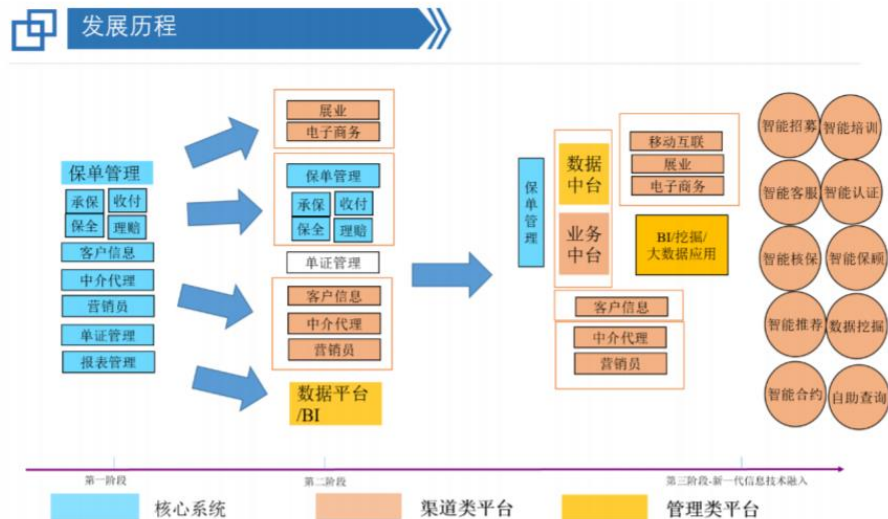 发展历程
保单管理
承保 收付
保全 理赔
客户信息
中介代理
营销员
单证管理
报表管理
展业
电子商务
保单管理
承保 收付
保全 理赔
单证管理
客户信息
中介代理
营销员
数据平台
/BI
保单管理
数据
中台
业务
中台
移动互联
展业
电子商务
BI/挖掘/
大数据应用
客户信息
中介代理
营销员
智能招募 智能培训
智能客服 智能认证
智能核保 智能保顾
智能推荐 数据挖掘
智能合约 自助查询
第一阶段 第二阶段 第三阶段-新一代信息技术融入
核心系统 渠道类平台 管理类平台